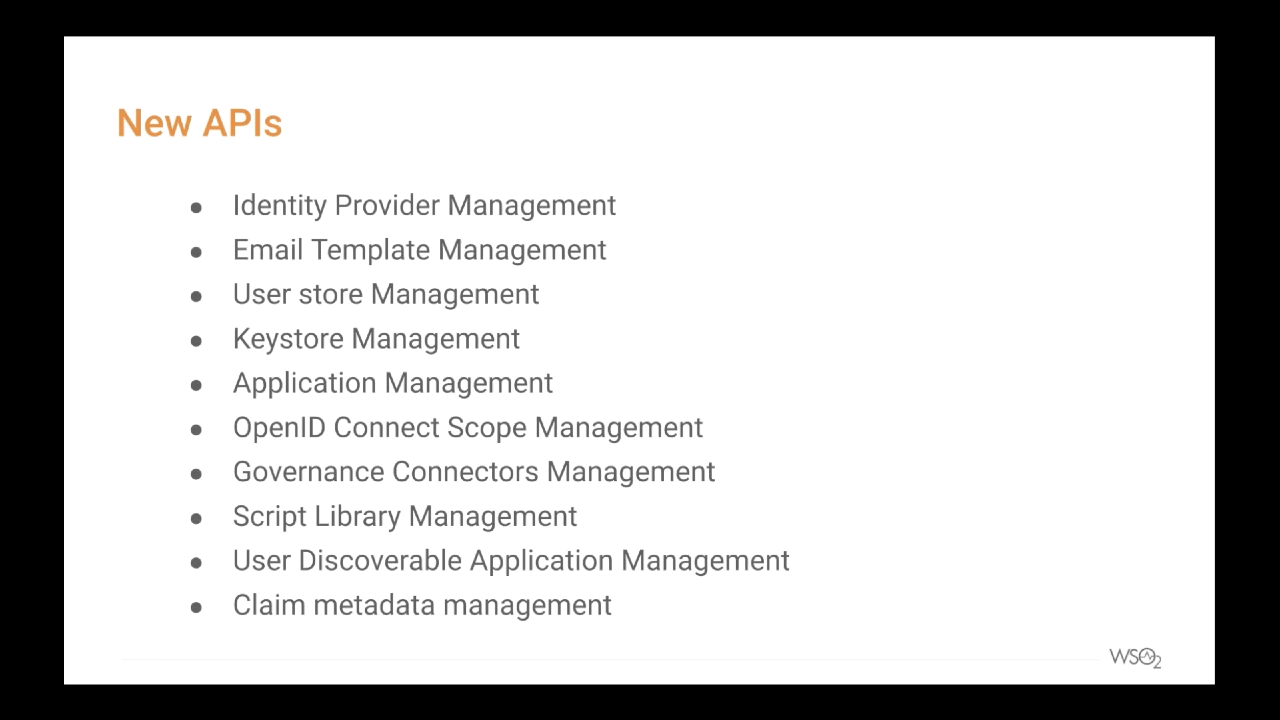 New APIs
● Identity Provider Management
● Email Template Management
● User store Management
● Keystore Management
● Application Management
● OpenID Connect Scope Management
● Governance Connectors Management
● Script Library Management
● User Discoverable Application Management
● Claim metadata management
WSO2